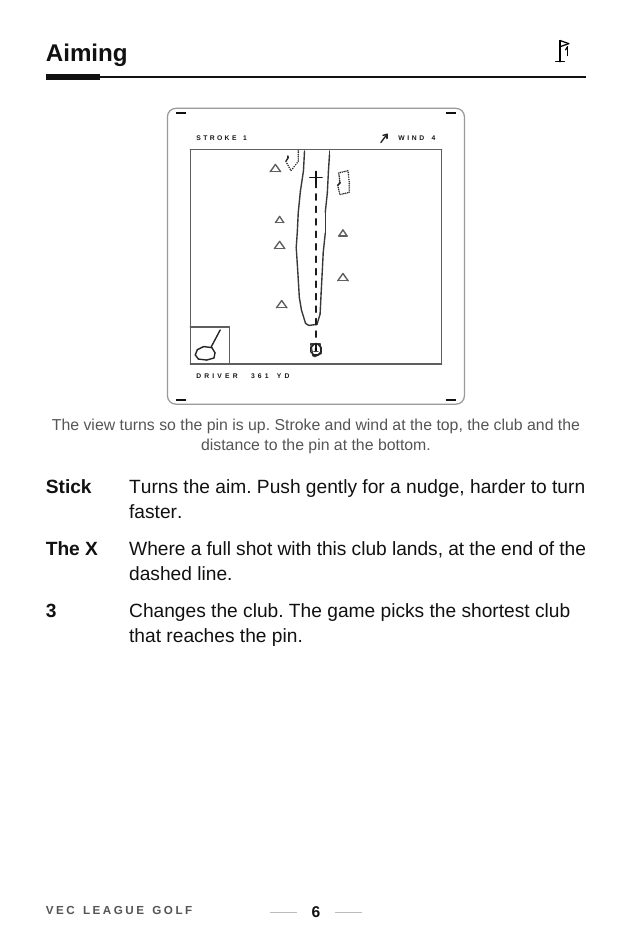 Aiming
1
STROKE 1
WIND 4
DRIVER 361 YD
The view turns so the pin is up. Stroke and wind at the top, the club and the
distance to the pin at the bottom.
Stick
Turns the aim. Push gently for a nudge, harder to turn
faster.
The X
Where a full shot with this club lands, at the end of the
dashed line.
3
Changes the club. The game picks the shortest club
that reaches the pin.
VEC LEAGUE GOLF
6